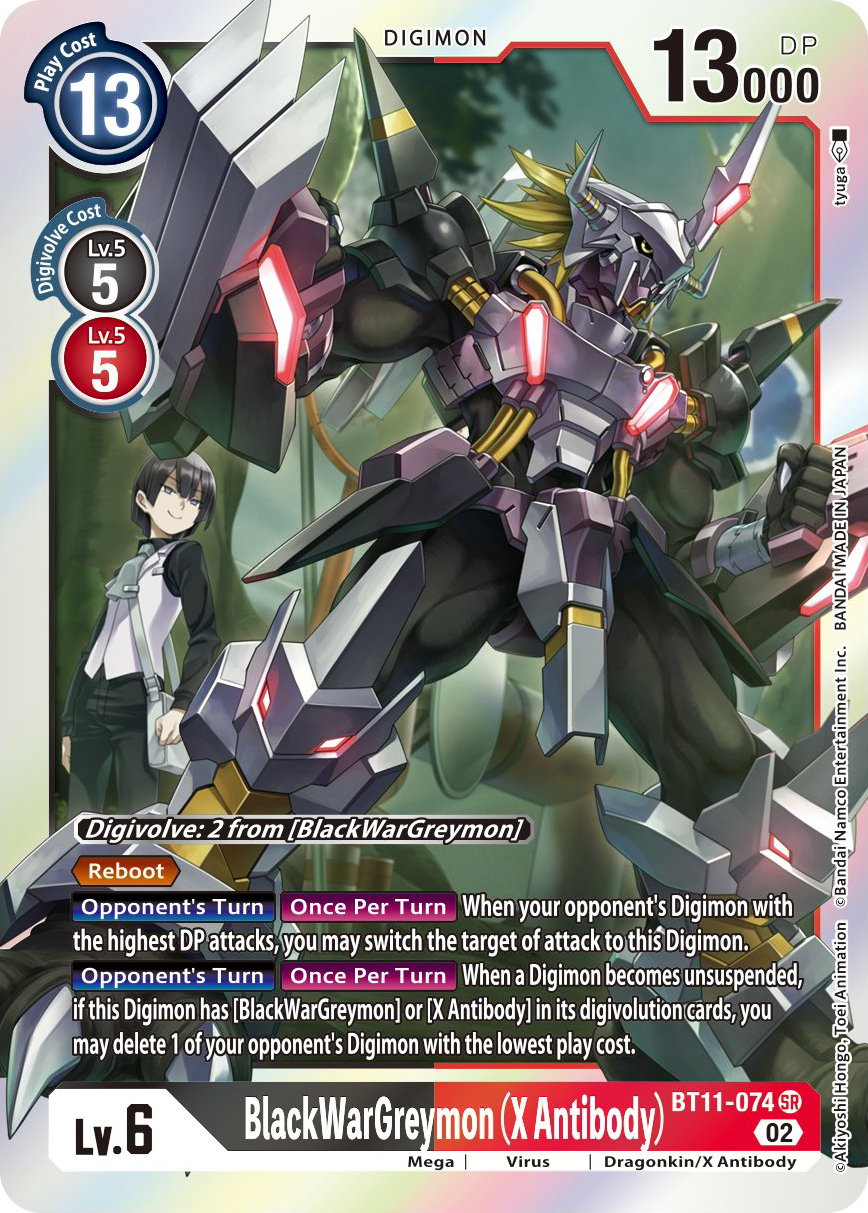 DIGIMON
Play Cost
13
13000
DP
Digivolve Cost
Lv.5
5
Lv.5
5
tyuga
BANDAI MADE IN JAPAN
©Akiyoshi Hongo, Toei Animation ©Bandai Namco Entertainment Inc.
Digivolve: 2 from [BlackWarGreymon]
Reboot
Opponent's Turn Once Per Turn When your opponent's Digimon with
the highest DP attacks, you may switch the target of attack to this Digimon.
Opponent's Turn Once Per Turn When a Digimon becomes unsuspended,
if this Digimon has [BlackWarGreymon] or [X Antibody] in its digivolution cards, you
may delete 1 of your opponent's Digimon with the lowest play cost.
Lv.6
BlackWarGreymon (X Antibody)
BT11-074 SR
02
Mega | Virus | Dragonkin/X Antibody